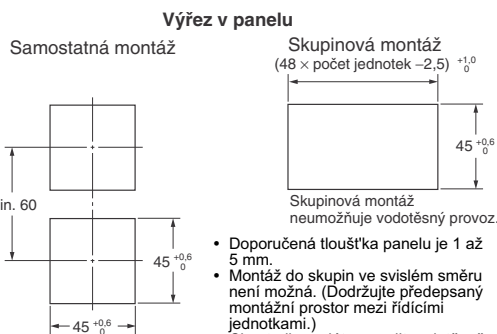 Výřez v panelu
Samostatná montáž
in. 60
45 +0,6 0
45 +0,6 0
Skupinová montáž
(48 × počet jednotek –2,5) +1,0 0
45 +0,6 0
Skupinová montáž
neumožňuje vodotěsný provoz.
• Doporučená tloušt'ka panelu je 1 až
5 mm.
• Montáž do skupin ve svislém směru
není možná. (Dodržujte předepsaný
montážní prostor mezi řídícími
jednotkami.)